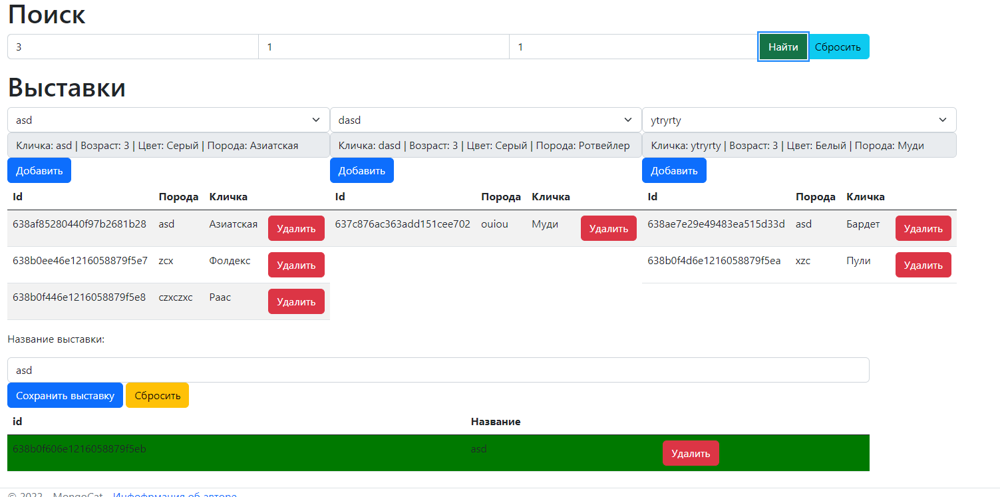 Поиск
3 1 1 Найти Сбросить
Выставки
asd dasd ytryrty
Кличка: asd | Возраст: 3 | Цвет: Серый | Порода: Азиатская Кличка: dasd | Возраст: 3 | Цвет: Серый | Порода: Ротвейлер Кличка: ytryrty | Возраст: 3 | Цвет: Белый | Порода: Муди
Добавить Добавить Добавить
Id Порода Кличка Id Порода Кличка Id Порода Кличка
638af85280440f97b2681b28 asd Азиатская Удалить 637c876ac363add151cee702 ouiou Муди Удалить 638ae7e29e49483ea515d33d asd Бардет Удалить
638b0ee46e1216058879f5e7 zcx Фолдекс Удалить 638b0f4d6e1216058879f5ea xzc Пули Удалить
638b0f446e1216058879f5e8 czxczxc Раас Удалить
Название выставки:
asd
Сохранить выставку Сбросить
id Название
638b0f606e1216058879f5eb asd Удалить
© 2022 - MongoCat - Инфофрмация об авторе